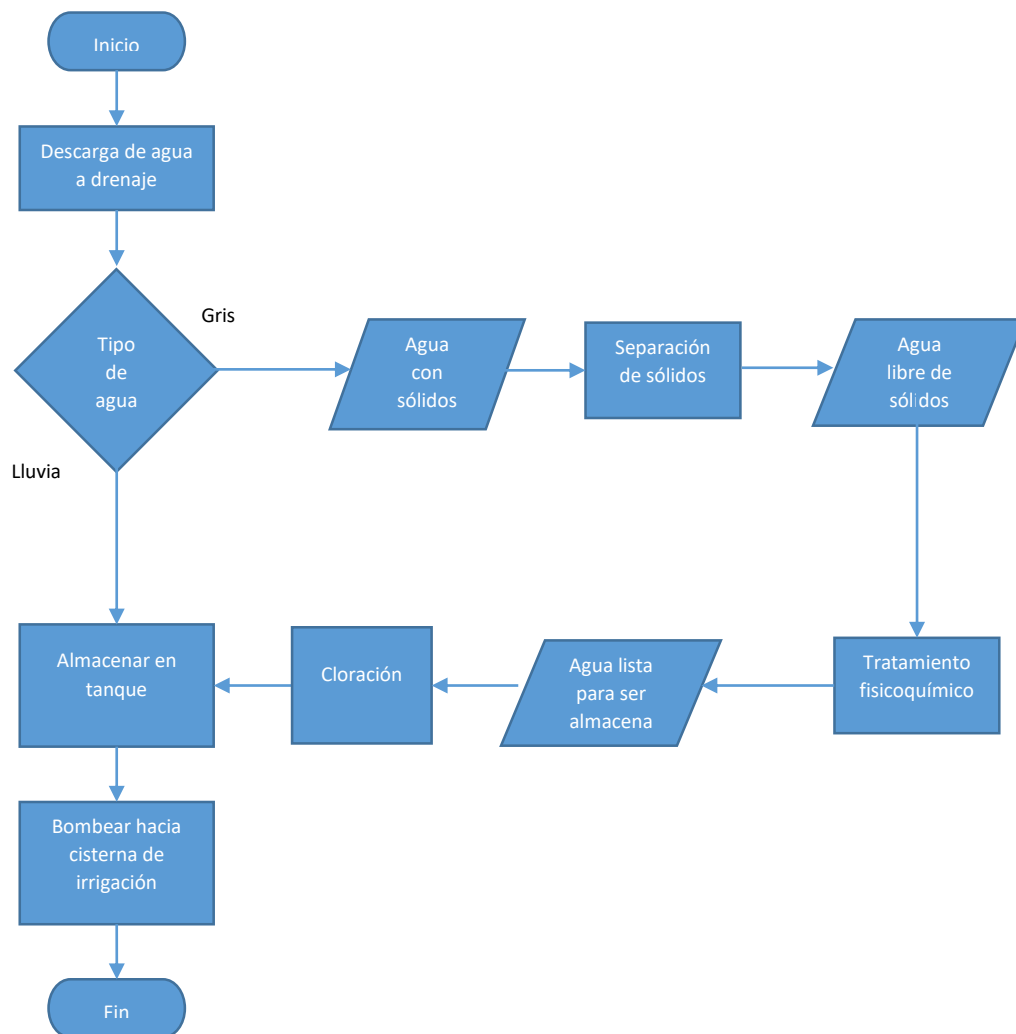 Inicio
Descarga de agua
a drenaje
Gris
Tipo
de
agua
Agua
con
sólidos
Separación
de sólidos
Agua
libre de
sólidos
Lluvia
Almacenar en
tanque
Cloración
Agua lista
para ser
almacena
Tratamiento
fisicoquímico
Bombear hacia
cisterna de
irrigación
Fin